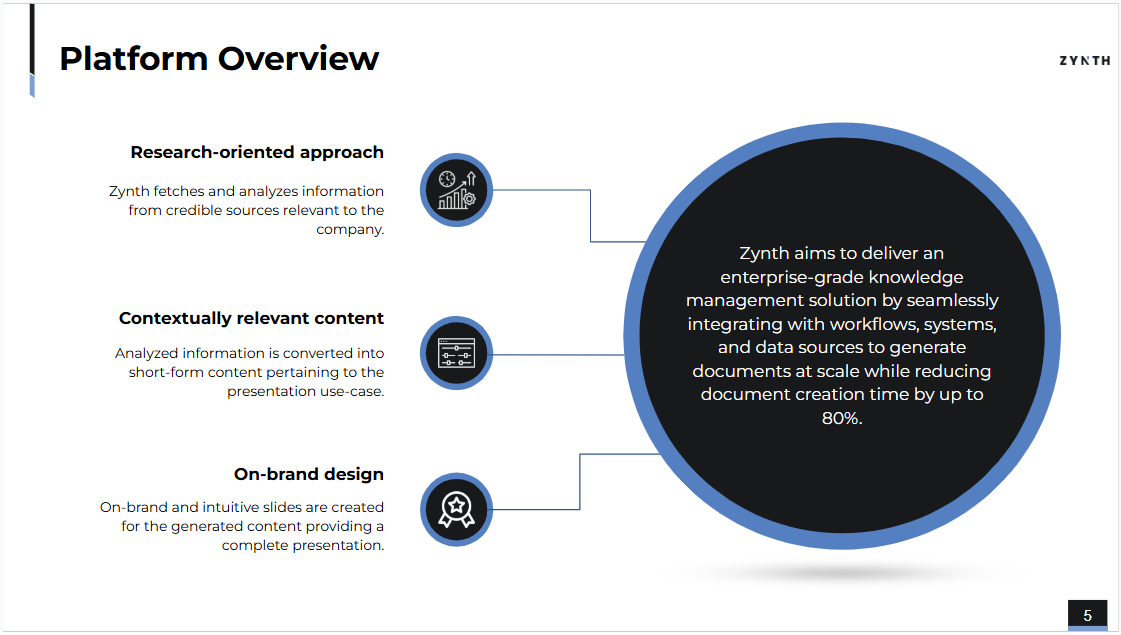 Platform Overview
ZYNTH
Research-oriented approach
Zynth fetches and analyzes information
from credible sources relevant to the
company.
Contextually relevant content
Analyzed information is converted into
short-form content pertaining to the
presentation use-case.
On-brand design
On-brand and intuitive slides are created
for the generated content providing a
complete presentation.
Zynth aims to deliver an
enterprise-grade knowledge
management solution by seamlessly
integrating with workflows, systems,
and data sources to generate
documents at scale while reducing
document creation time by up to
80%.
5